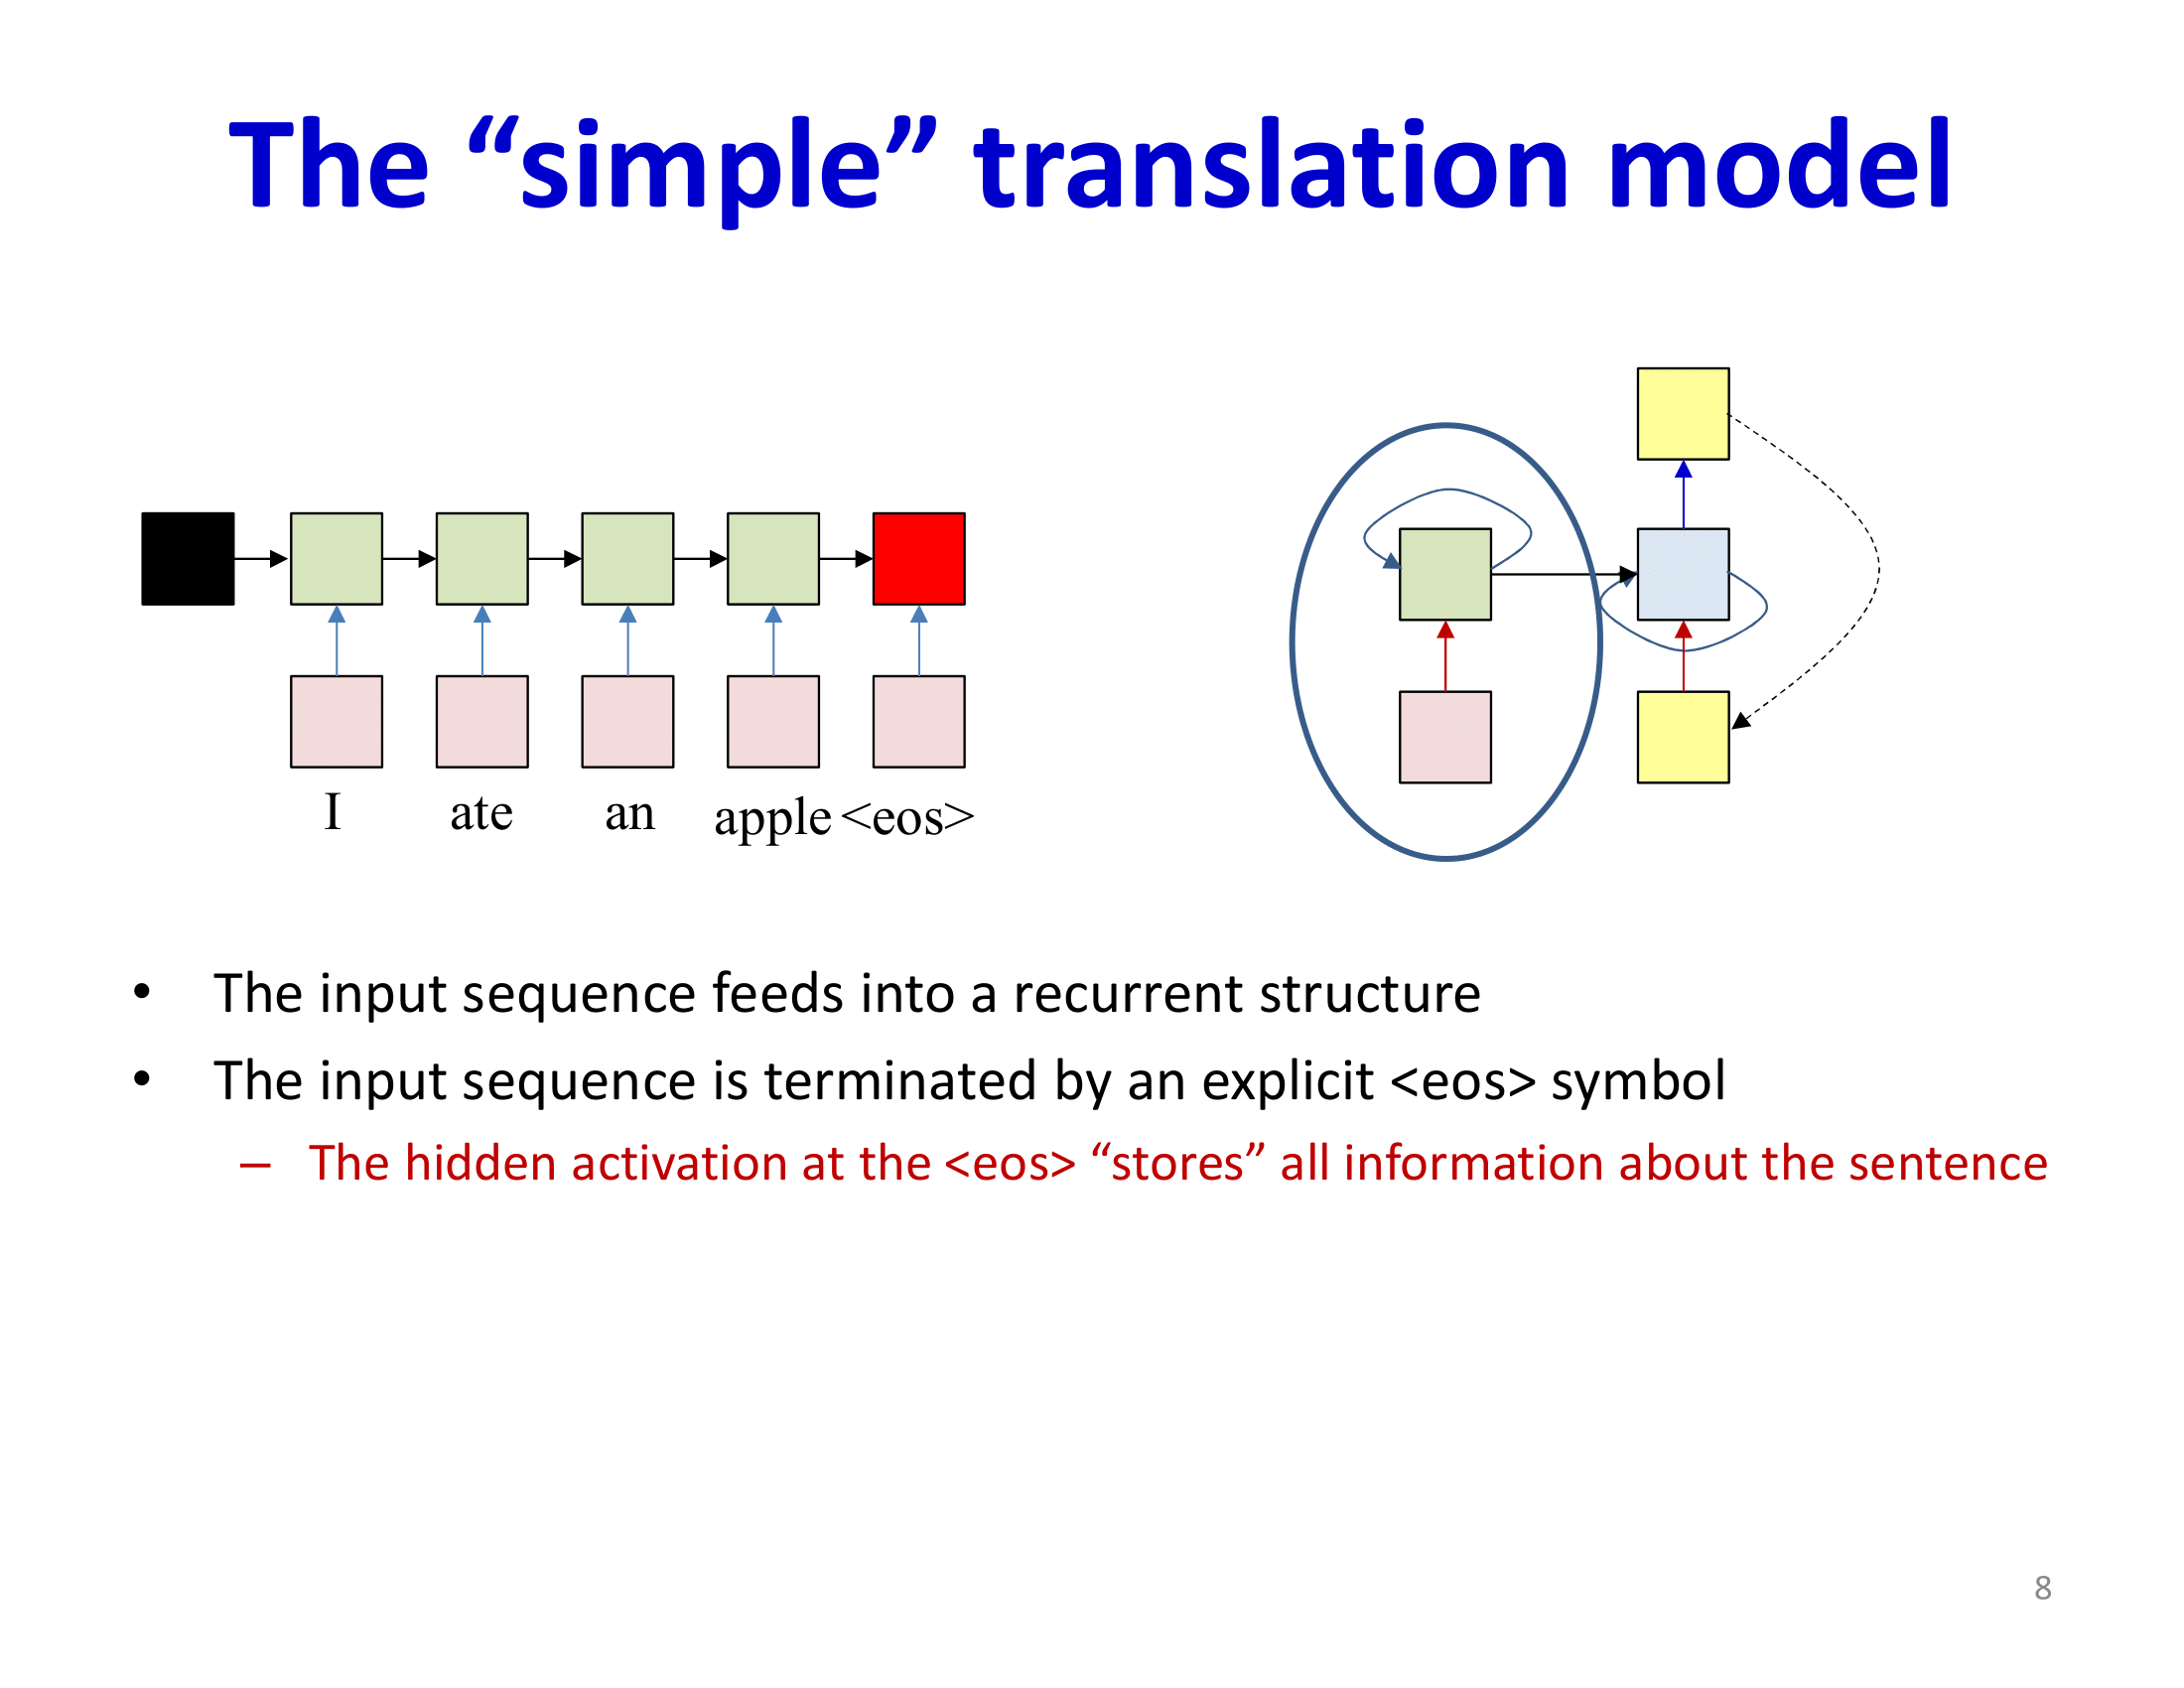 The “simple” translation model
I ate an apple <eos>
• The input sequence feeds into a recurrent structure
• The input sequence is terminated by an explicit <eos> symbol
– The hidden activation at the <eos> “stores” all information about the sentence
8